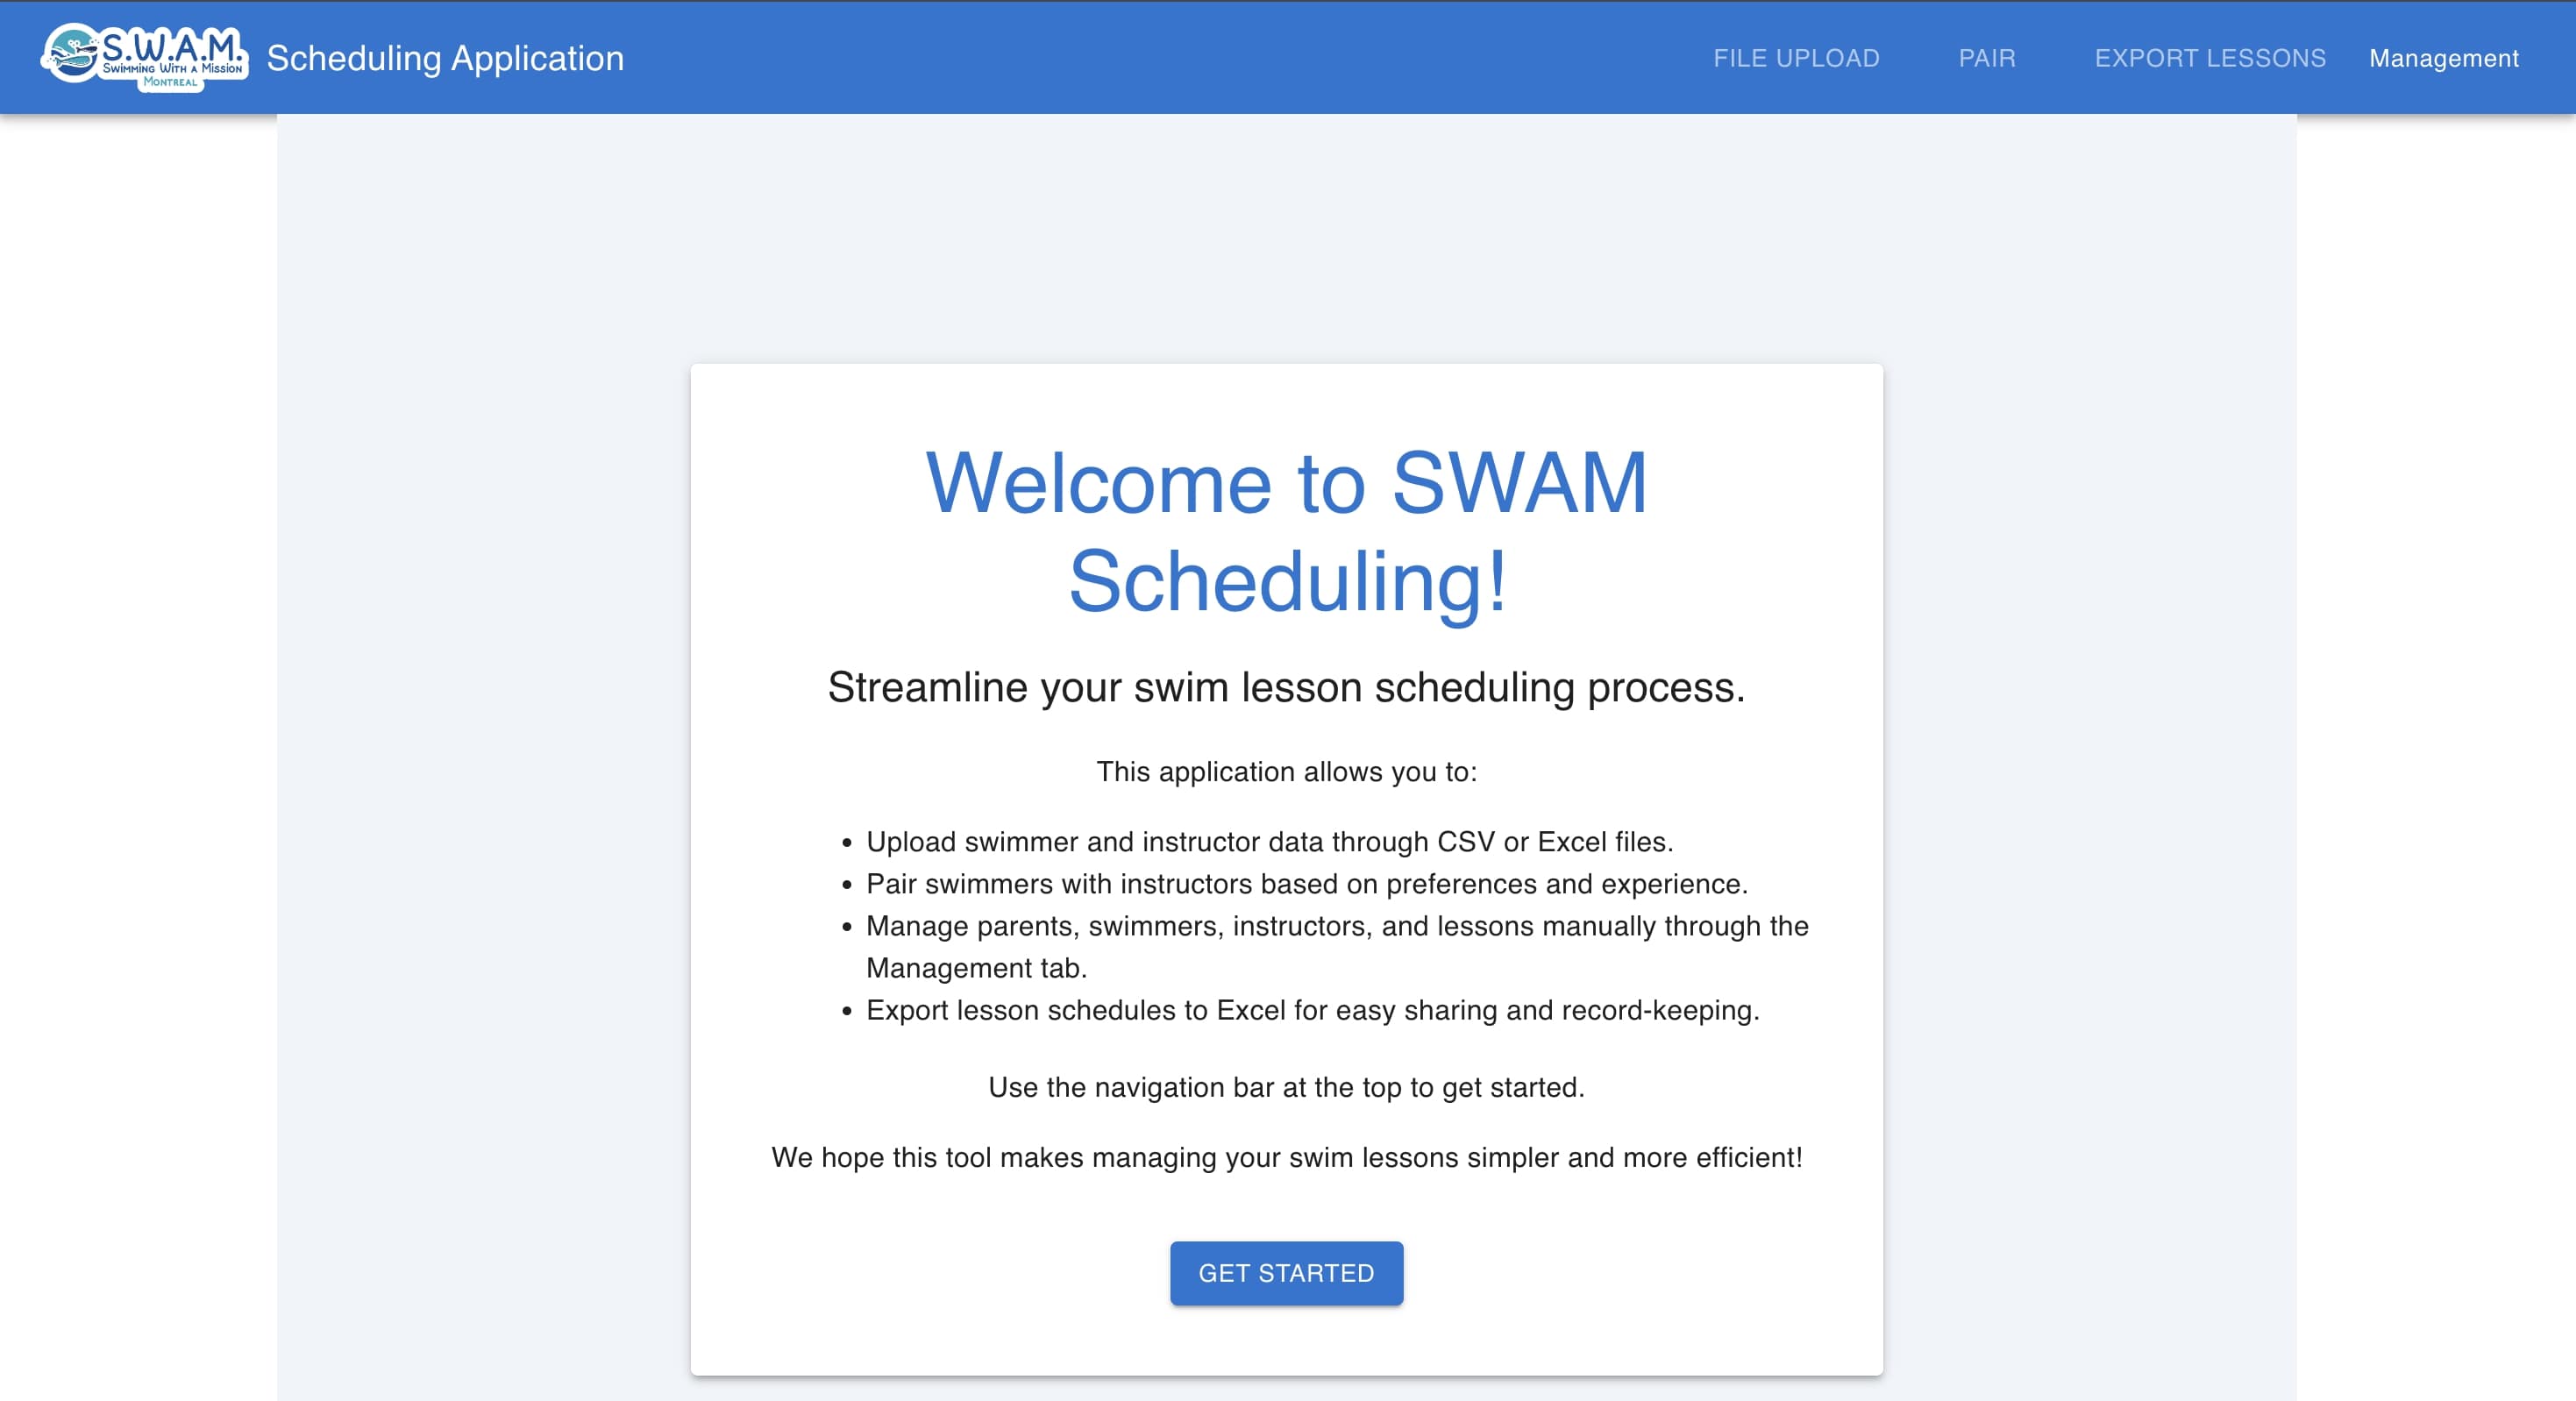 S.W.A.M.
Swimming With a Mission
Montreal
Scheduling Application
FILE UPLOAD
PAIR
EXPORT LESSONS
Management
Welcome to SWAM
Scheduling!
Streamline your swim lesson scheduling process.
This application allows you to:
• Upload swimmer and instructor data through CSV or Excel files.
• Pair swimmers with instructors based on preferences and experience.
• Manage parents, swimmers, instructors, and lessons manually through the
Management tab.
• Export lesson schedules to Excel for easy sharing and record-keeping.
Use the navigation bar at the top to get started.
We hope this tool makes managing your swim lessons simpler and more efficient!
GET STARTED